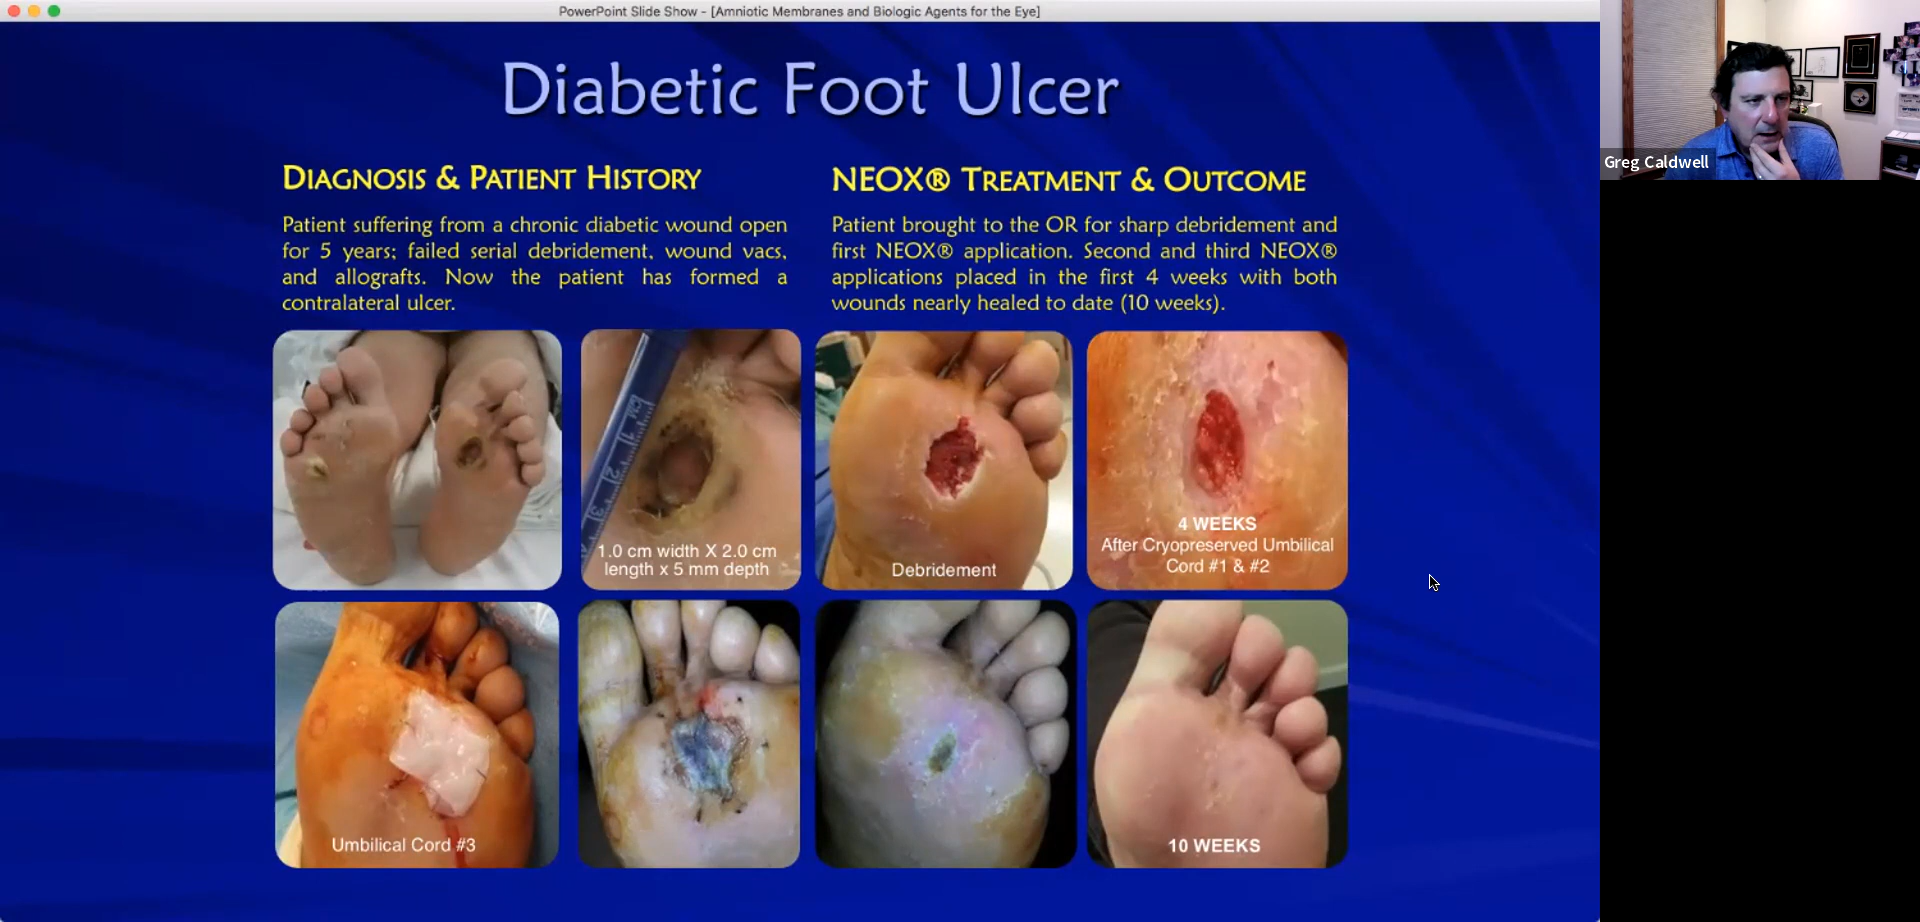 PowerPoint Slide Show - [Amniotic Membranes and Biologic Agents for the Eye]
Diabetic Foot Ulcer
DIAGNOSIS & PATIENT HISTORY
Patient suffering from a chronic diabetic wound open
for 5 years; failed serial debridement, wound vacs,
and allografts. Now the patient has formed a
contralateral ulcer.
NEOX® TREATMENT & OUTCOME
Patient brought to the OR for sharp debridement and
first NEOX® application. Second and third NEOX®
applications placed in the first 4 weeks with both
wounds nearly healed to date (10 weeks).
1.0 cm width X 2.0 cm
length x 5 mm depth
Debridement
4 WEEKS
After Cryopreserved Umbilical
Cord #1 & #2
Umbilical Cord #3
10 WEEKS
Greg Caldwell